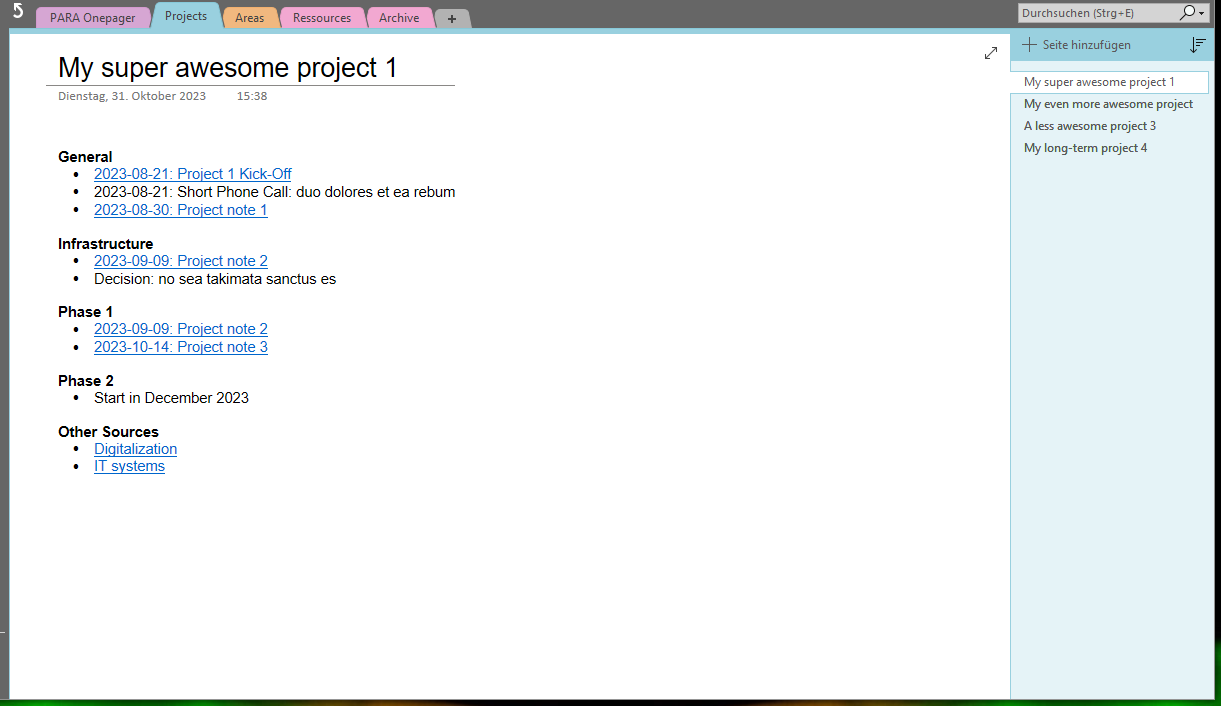 PARA Onepager Projects Areas Ressources Archive +
Durchsuchen (Strg+E)
My super awesome project 1
Dienstag, 31. Oktober 2023 15:38
General
• 2023-08-21: Project 1 Kick-Off
• 2023-08-21: Short Phone Call: duo dolores et ea rebum
• 2023-08-30: Project note 1
Infrastructure
• 2023-09-09: Project note 2
• Decision: no sea takimata sanctus es
Phase 1
• 2023-09-09: Project note 2
• 2023-10-14: Project note 3
Phase 2
• Start in December 2023
Other Sources
• Digitalization
• IT systems
Seite hinzufügen
My super awesome project 1
My even more awesome project
A less awesome project 3
My long-term project 4